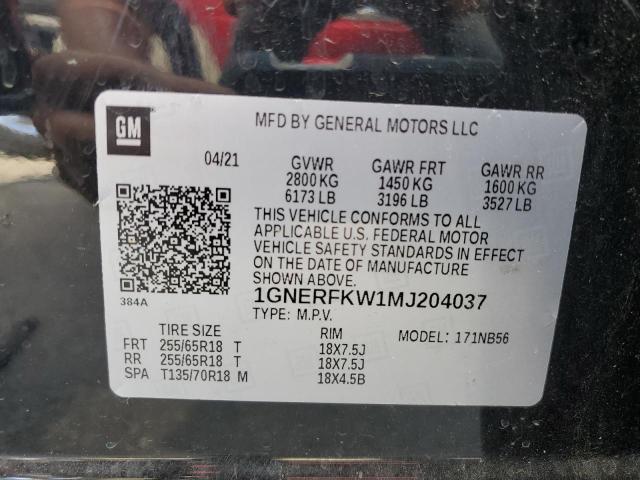 GM
MFD BY GENERAL MOTORS LLC
04/21 GVWR GAWR FRT GAWR RR
2800 KG 1450 KG 1600 KG
6173 LB 3196 LB 3527 LB
THIS VEHICLE CONFORMS TO ALL
APPLICABLE U.S. FEDERAL MOTOR
VEHICLE SAFETY STANDARDS IN EFFECT
ON THE DATE OF MANUFACTURE
SHOWN ABOVE.
384A
1GNERFKW1MJ204037
TYPE: M.P.V.
TIRE SIZE RIM MODEL: 171NB56
FRT 255/65R18 T 18X7.5J
RR 255/65R18 T 18X7.5J
SPA T135/70R18 M 18X4.5B